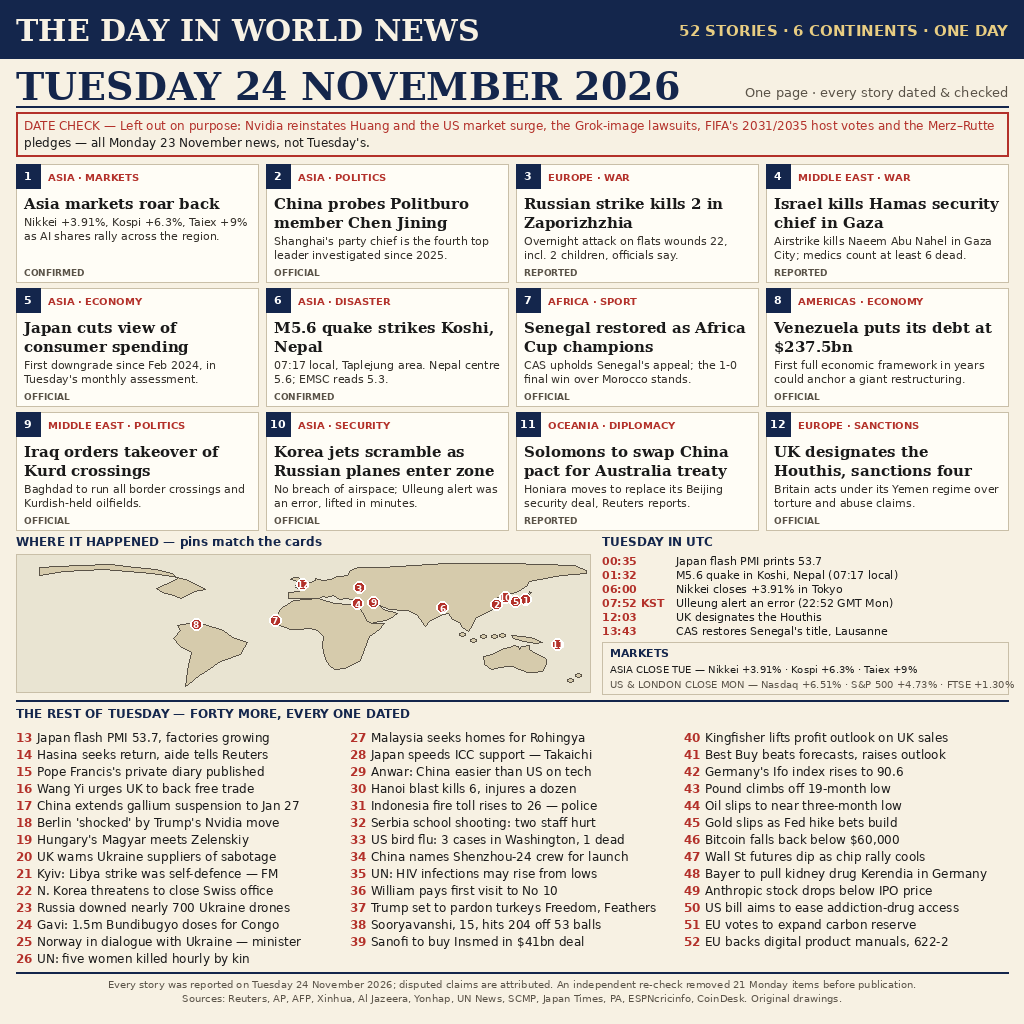 THE DAY IN WORLD NEWS
52 STORIES · 6 CONTINENTS · ONE DAY
TUESDAY 24 NOVEMBER 2026
One page · every story dated & checked
DATE CHECK — Left out on purpose: Nvidia reinstates Huang and the US market surge, the Grok-image lawsuits, FIFA's 2031/2035 host votes and the Merz–Rutte
pledges — all Monday 23 November news, not Tuesday's.
1 ASIA · MARKETS
Asia markets roar back
Nikkei +3.91%, Kospi +6.3%, Taiex +9%
as AI shares rally across the region.
CONFIRMED
2 ASIA · POLITICS
China probes Politburo
member Chen Jining
Shanghai's party chief is the fourth top
leader investigated since 2025.
OFFICIAL
3 EUROPE · WAR
Russian strike kills 2 in
Zaporizhzhia
Overnight attack on flats wounds 22,
incl. 2 children, officials say.
REPORTED
4 MIDDLE EAST · WAR
Israel kills Hamas security
chief in Gaza
Airstrike kills Naeem Abu Nahel in Gaza
City; medics count at least 6 dead.
REPORTED
5 ASIA · ECONOMY
Japan cuts view of
consumer spending
First downgrade since Feb 2024, in
Tuesday's monthly assessment.
OFFICIAL
6 ASIA · DISASTER
M5.6 quake strikes Koshi,
Nepal
07:17 local, Taplejung area. Nepal centre
5.6; EMSC reads 5.3.
CONFIRMED
7 AFRICA · SPORT
Senegal restored as Africa
Cup champions
CAS upholds Senegal's appeal; the 1-0
final win over Morocco stands.
OFFICIAL
8 AMERICAS · ECONOMY
Venezuela puts its debt at
$237.5bn
First full economic framework in years
could anchor a giant restructuring.
OFFICIAL
9 MIDDLE EAST · POLITICS
Iraq orders takeover of
Kurd crossings
Baghdad to run all border crossings and
Kurdish-held oilfields.
OFFICIAL
10 ASIA · SECURITY
Korea jets scramble as
Russian planes enter zone
No breach of airspace; Ulleung alert was
an error, lifted in minutes.
OFFICIAL
11 OCEANIA · DIPLOMACY
Solomons to swap China
pact for Australia treaty
Honiara moves to replace its Beijing
security deal, Reuters reports.
REPORTED
12 EUROPE · SANCTIONS
UK designates the
Houthis, sanctions four
Britain acts under its Yemen regime over
torture and abuse claims.
OFFICIAL
WHERE IT HAPPENED — pins match the cards
12
3
4
9
6
2
10
5
1
7
8
11
TUESDAY IN UTC
00:35 Japan flash PMI prints 53.7
01:32 M5.6 quake in Koshi, Nepal (07:17 local)
06:00 Nikkei closes +3.91% in Tokyo
07:52 KST Ulleung alert an error (22:52 GMT Mon)
12:03 UK designates the Houthis
13:43 CAS restores Senegal's title, Lausanne
MARKETS
ASIA CLOSE TUE — Nikkei +3.91% · Kospi +6.3% · Taiex +9%
US & LONDON CLOSE MON — Nasdaq +6.51% · S&P 500 +4.73% · FTSE +1.30%
THE REST OF TUESDAY — FORTY MORE, EVERY ONE DATED
13 Japan flash PMI 53.7, factories growing
14 Hasina seeks return, aide tells Reuters
15 Pope Francis's private diary published
16 Wang Yi urges UK to back free trade
17 China extends gallium suspension to Jan 27
18 Berlin 'shocked' by Trump's Nvidia move
19 Hungary's Magyar meets Zelenskiy
20 UK warns Ukraine suppliers of sabotage
21 Kyiv: Libya strike was self-defence — FM
22 N. Korea threatens to close Swiss office
23 Russia downed nearly 700 Ukraine drones
24 Gavi: 1.5m Bundibugyo doses for Congo
25 Norway in dialogue with Ukraine — minister
26 UN: five women killed hourly by kin
27 Malaysia seeks homes for Rohingya
28 Japan speeds ICC support — Takaichi
29 Anwar: China easier than US on tech
30 Hanoi blast kills 6, injures a dozen
31 Indonesia fire toll rises to 26 — police
32 Serbia school shooting: two staff hurt
33 US bird flu: 3 cases in Washington, 1 dead
34 China names Shenzhou-24 crew for launch
35 UN: HIV infections may rise from lows
36 William pays first visit to No 10
37 Trump set to pardon turkeys Freedom, Feathers
38 Sooryavanshi, 15, hits 204 off 53 balls
39 Sanofi to buy Insmed in $41bn deal
40 Kingfisher lifts profit outlook on UK sales
41 Best Buy beats forecasts, raises outlook
42 Germany's Ifo index rises to 90.6
43 Pound climbs off 19-month low
44 Oil slips to near three-month low
45 Gold slips as Fed hike bets build
46 Bitcoin falls back below $60,000
47 Wall St futures dip as chip rally cools
48 Bayer to pull kidney drug Kerendia in Germany
49 Anthropic stock drops below IPO price
50 US bill aims to ease addiction-drug access
51 EU votes to expand carbon reserve
52 EU backs digital product manuals, 622-2
Every story was reported on Tuesday 24 November 2026; disputed claims are attributed. An independent re-check removed 21 Monday items before publication.
Sources: Reuters, AP, AFP, Xinhua, Al Jazeera, Yonhap, UN News, SCMP, Japan Times, PA, ESPNcricinfo, CoinDesk. Original drawings.